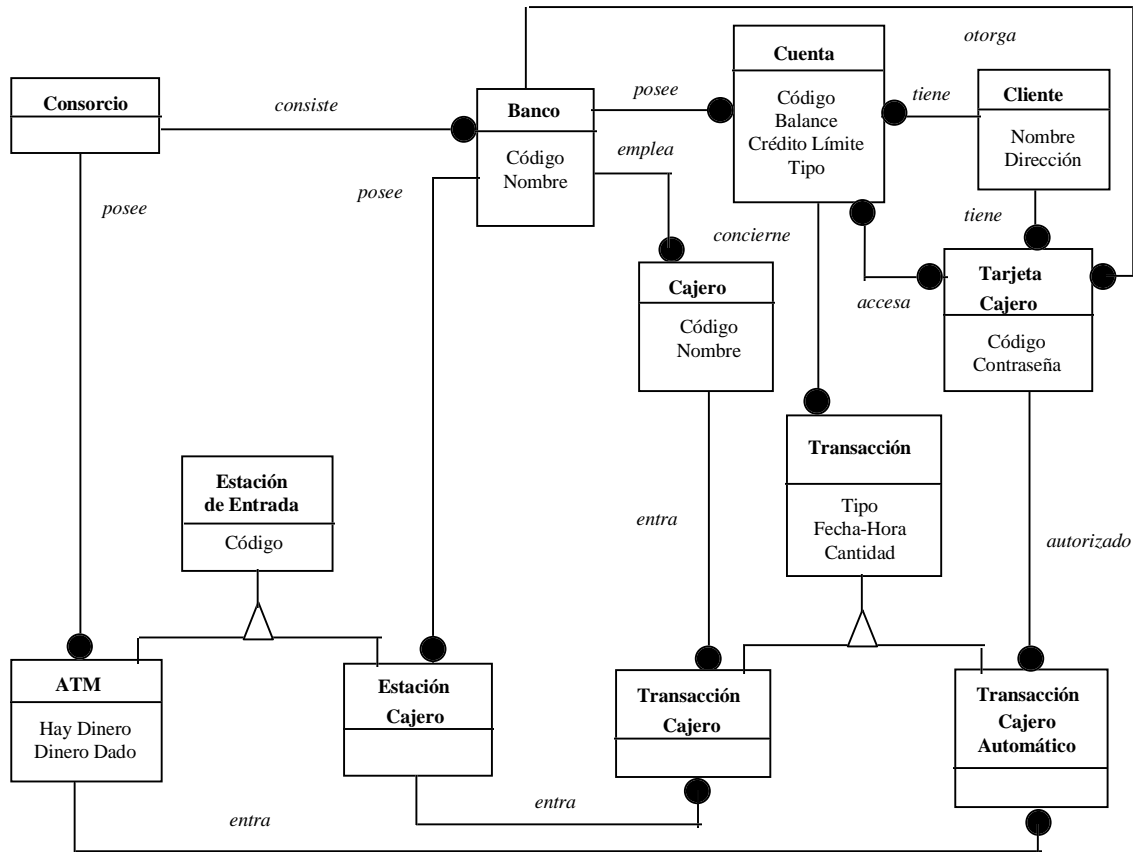 otorga
Cuenta
Código
Balance
Crédito Límite
Tipo
Consorcio
consiste
Banco
Código
Nombre
posee
emplea
tiene
Cliente
Nombre
Dirección
posee
posee
concierne
tiene
Cajero
Código
Nombre
accesa
Tarjeta
Cajero
Código
Contraseña
Estación
de Entrada
Código
Transacción
Tipo
Fecha-Hora
Cantidad
entra
autorizado
ATM
Hay Dinero
Dinero Dado
Estación
Cajero
Transacción
Cajero
Transacción
Cajero
Automático
entra
entra